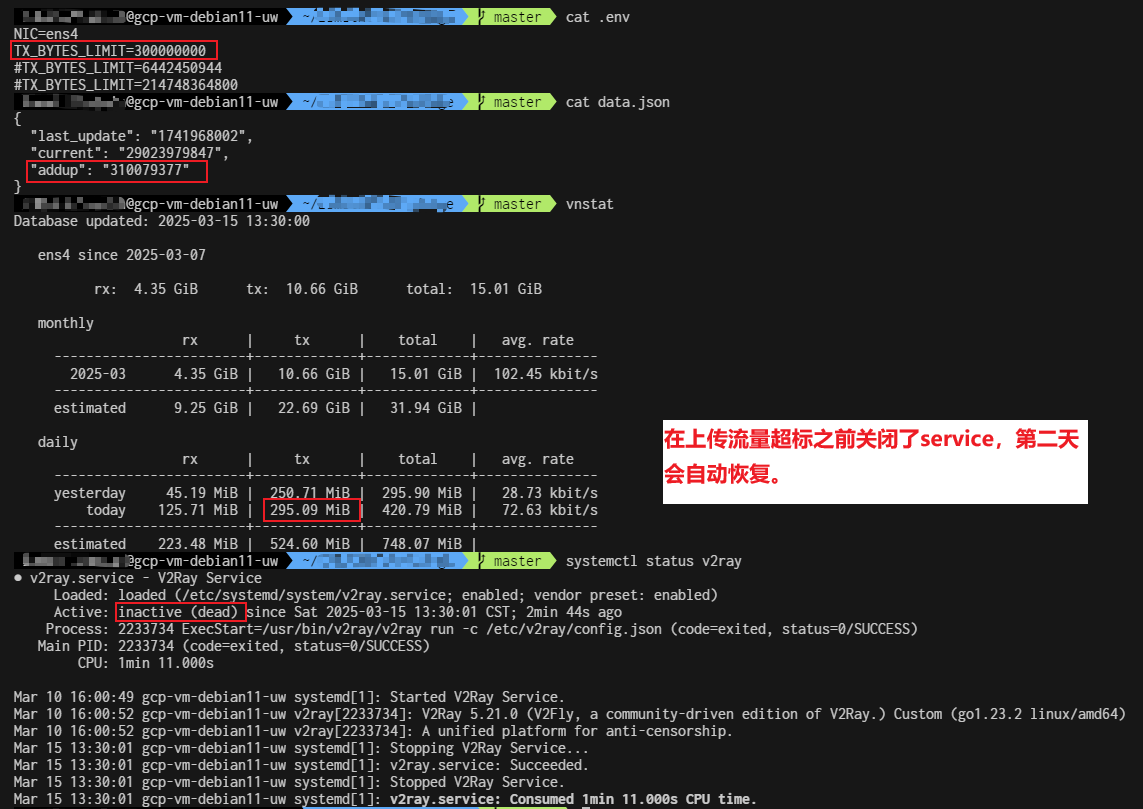 @gcp-vm-debian11-uw ~/ master cat .env
NIC=ens4
TX_BYTES_LIMIT=300000000
#TX_BYTES_LIMIT=6442450944
#TX_BYTES_LIMIT=214748364800
@gcp-vm-debian11-uw ~/ master cat data.json
{
"last_update": "1741968002",
"current": "29023979847",
"addup": "310079377"
}
@gcp-vm-debian11-uw ~/ master vnstat
Database updated: 2025-03-15 13:30:00
ens4 since 2025-03-07
rx: 4.35 GiB tx: 10.66 GiB total: 15.01 GiB
monthly
rx | tx | total | avg. rate
------------------------+-------------+-------------+---------------
2025-03 4.35 GiB | 10.66 GiB | 15.01 GiB | 102.45 kbit/s
------------------------+-------------+-------------+---------------
estimated 9.25 GiB | 22.69 GiB | 31.94 GiB |
daily
rx | tx | total | avg. rate
------------------------+-------------+-------------+---------------
yesterday 45.19 MiB | 250.71 MiB | 295.90 MiB | 28.73 kbit/s
today 125.71 MiB | 295.09 MiB | 420.79 MiB | 72.63 kbit/s
------------------------+-------------+-------------+---------------
estimated 223.48 MiB | 524.60 MiB | 748.07 MiB |
在上传流量超标之前关闭了service，第二天
会自动恢复。
@gcp-vm-debian11-uw ~/ master systemctl status v2ray
● v2ray.service - V2Ray Service
Loaded: loaded (/etc/systemd/system/v2ray.service; enabled; vendor preset: enabled)
Active: inactive (dead) since Sat 2025-03-15 13:30:01 CST; 2min 44s ago
Process: 2233734 ExecStart=/usr/bin/v2ray/v2ray run -c /etc/v2ray/config.json (code=exited, status=0/SUCCESS)
Main PID: 2233734 (code=exited, status=0/SUCCESS)
CPU: 1min 11.000s
Mar 10 16:00:49 gcp-vm-debian11-uw systemd[1]: Started V2Ray Service.
Mar 10 16:00:52 gcp-vm-debian11-uw v2ray[2233734]: V2Ray 5.21.0 (V2Fly, a community-driven edition of V2Ray.) Custom (go1.23.2 linux/amd64)
Mar 10 16:00:52 gcp-vm-debian11-uw v2ray[2233734]: A unified platform for anti-censorship.
Mar 15 13:30:01 gcp-vm-debian11-uw systemd[1]: Stopping V2Ray Service...
Mar 15 13:30:01 gcp-vm-debian11-uw systemd[1]: v2ray.service: Succeeded.
Mar 15 13:30:01 gcp-vm-debian11-uw systemd[1]: Stopped V2Ray Service.
Mar 15 13:30:01 gcp-vm-debian11-uw systemd[1]: v2ray.service: Consumed 1min 11.000s CPU time.